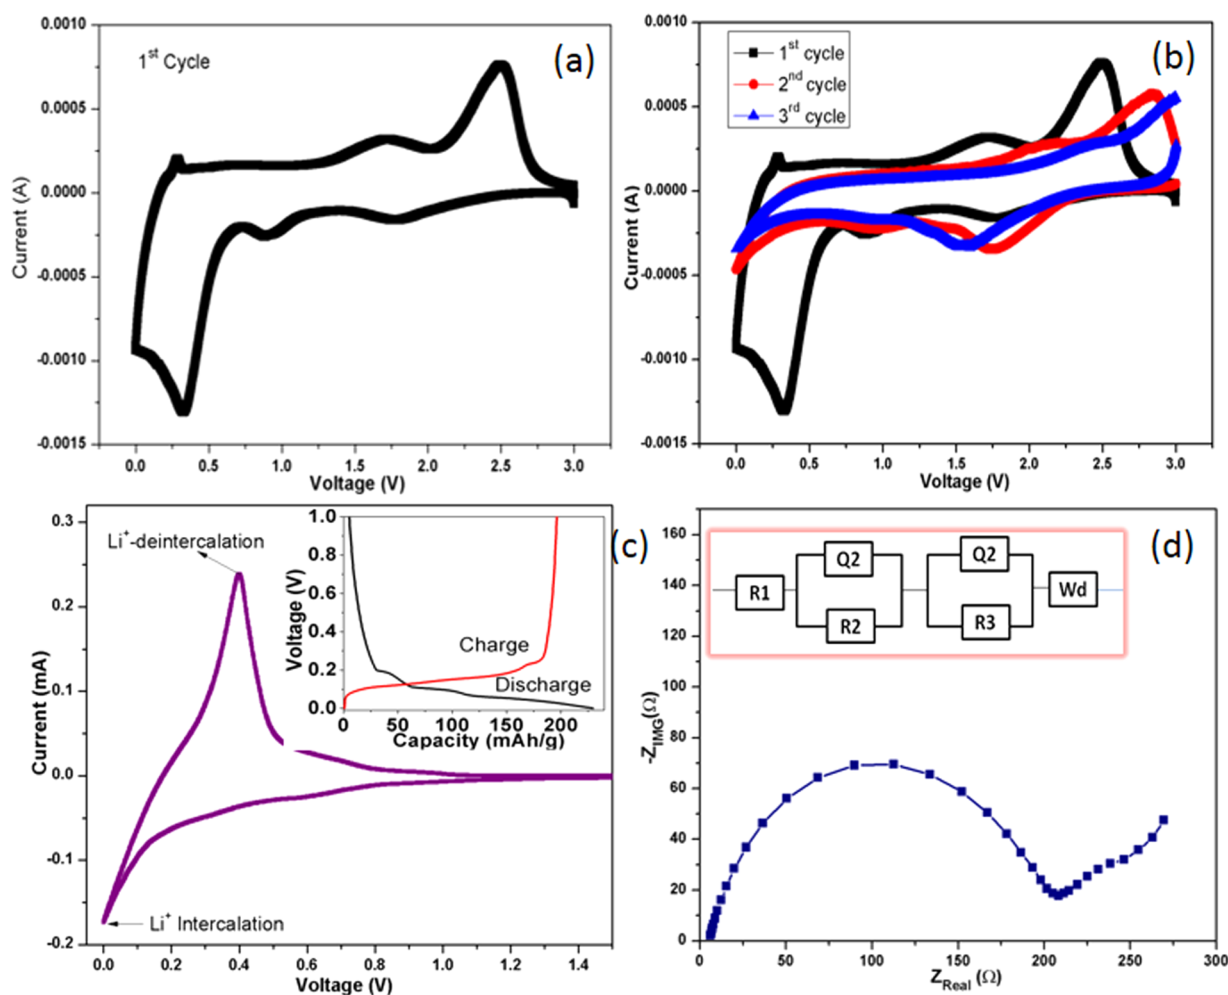 (a)
1st Cycle
0.0010
0.0005
0.0000
-0.0005
-0.0010
-0.0015
Current (A)
0.0 0.5 1.0 1.5 2.0 2.5 3.0
Voltage (V)
(b)
1st cycle
2nd cycle
3rd cycle
0.0010
0.0005
0.0000
-0.0005
-0.0010
-0.0015
Current (A)
0.0 0.5 1.0 1.5 2.0 2.5 3.0
Voltage (V)
(c)
Li+-deintercalation
Li+ Intercalation
0.3
0.2
0.1
0.0
-0.1
-0.2
Current (mA)
0.0 0.2 0.4 0.6 0.8 1.0 1.2 1.4
Voltage (V)
1.0
0.8
0.6
0.4
0.2
0.0
Voltage (V)
Charge
Discharge
0 50 100 150 200
Capacity (mAh/g)
(d)
Q2 Q2
R1 Wd
R2 R3
160
140
120
100
80
60
40
20
0
-ZIMG(Ω)
0 50 100 150 200 250 300
ZReal (Ω)